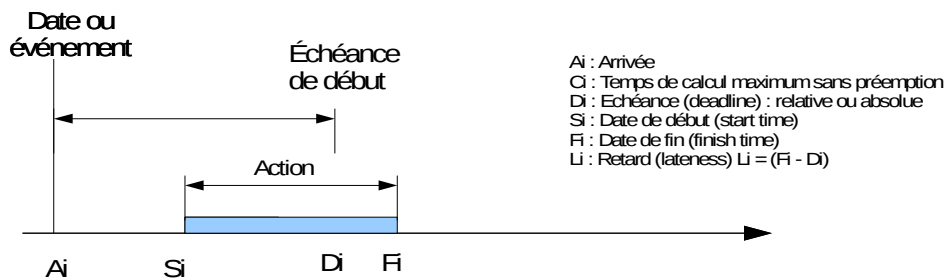 Date ou
événement
Échéance
de début
Action
Ai
Si
Di
Fi
Ai : Arrivée
Ci : Temps de calcul maximum sans préemption
Di : Echéance (deadline) : relative ou absolue
Si : Date de début (start time)
Fi : Date de fin (finish time)
Li : Retard (lateness) Li = (Fi - Di)